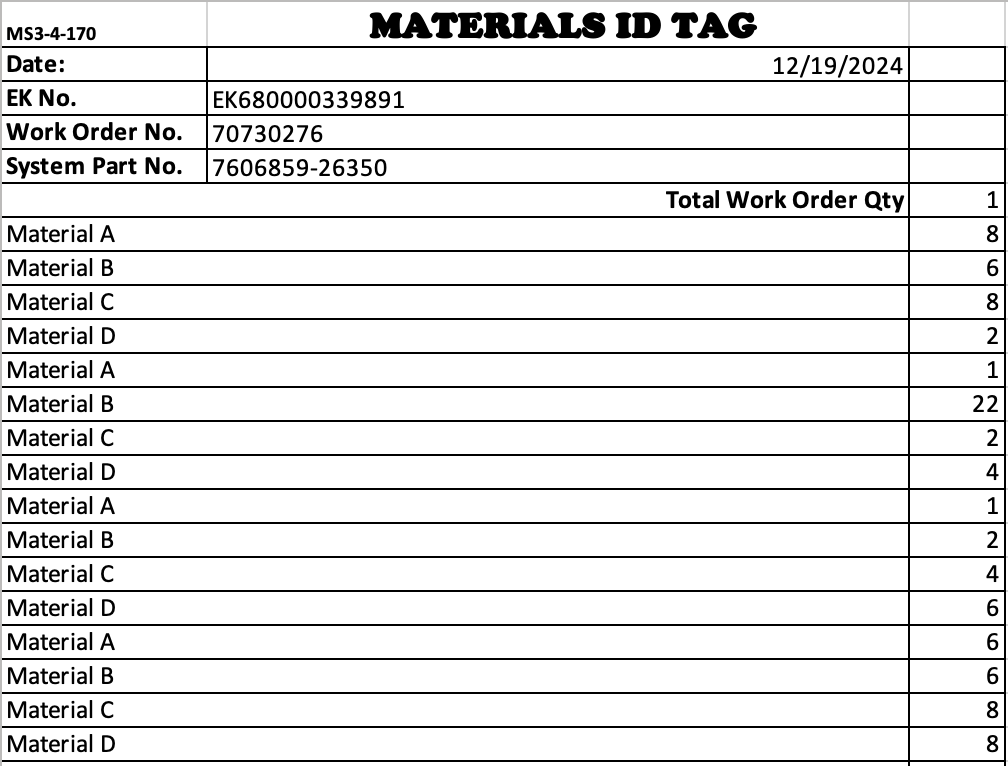 MS3-4-170 MATERIALS ID TAG
Date: 12/19/2024
EK No. EK680000339891
Work Order No. 70730276
System Part No. 7606859-26350
Total Work Order Qty 1
Material A 8
Material B 6
Material C 8
Material D 2
Material A 1
Material B 22
Material C 2
Material D 4
Material A 1
Material B 2
Material C 4
Material D 6
Material A 6
Material B 6
Material C 8
Material D 8